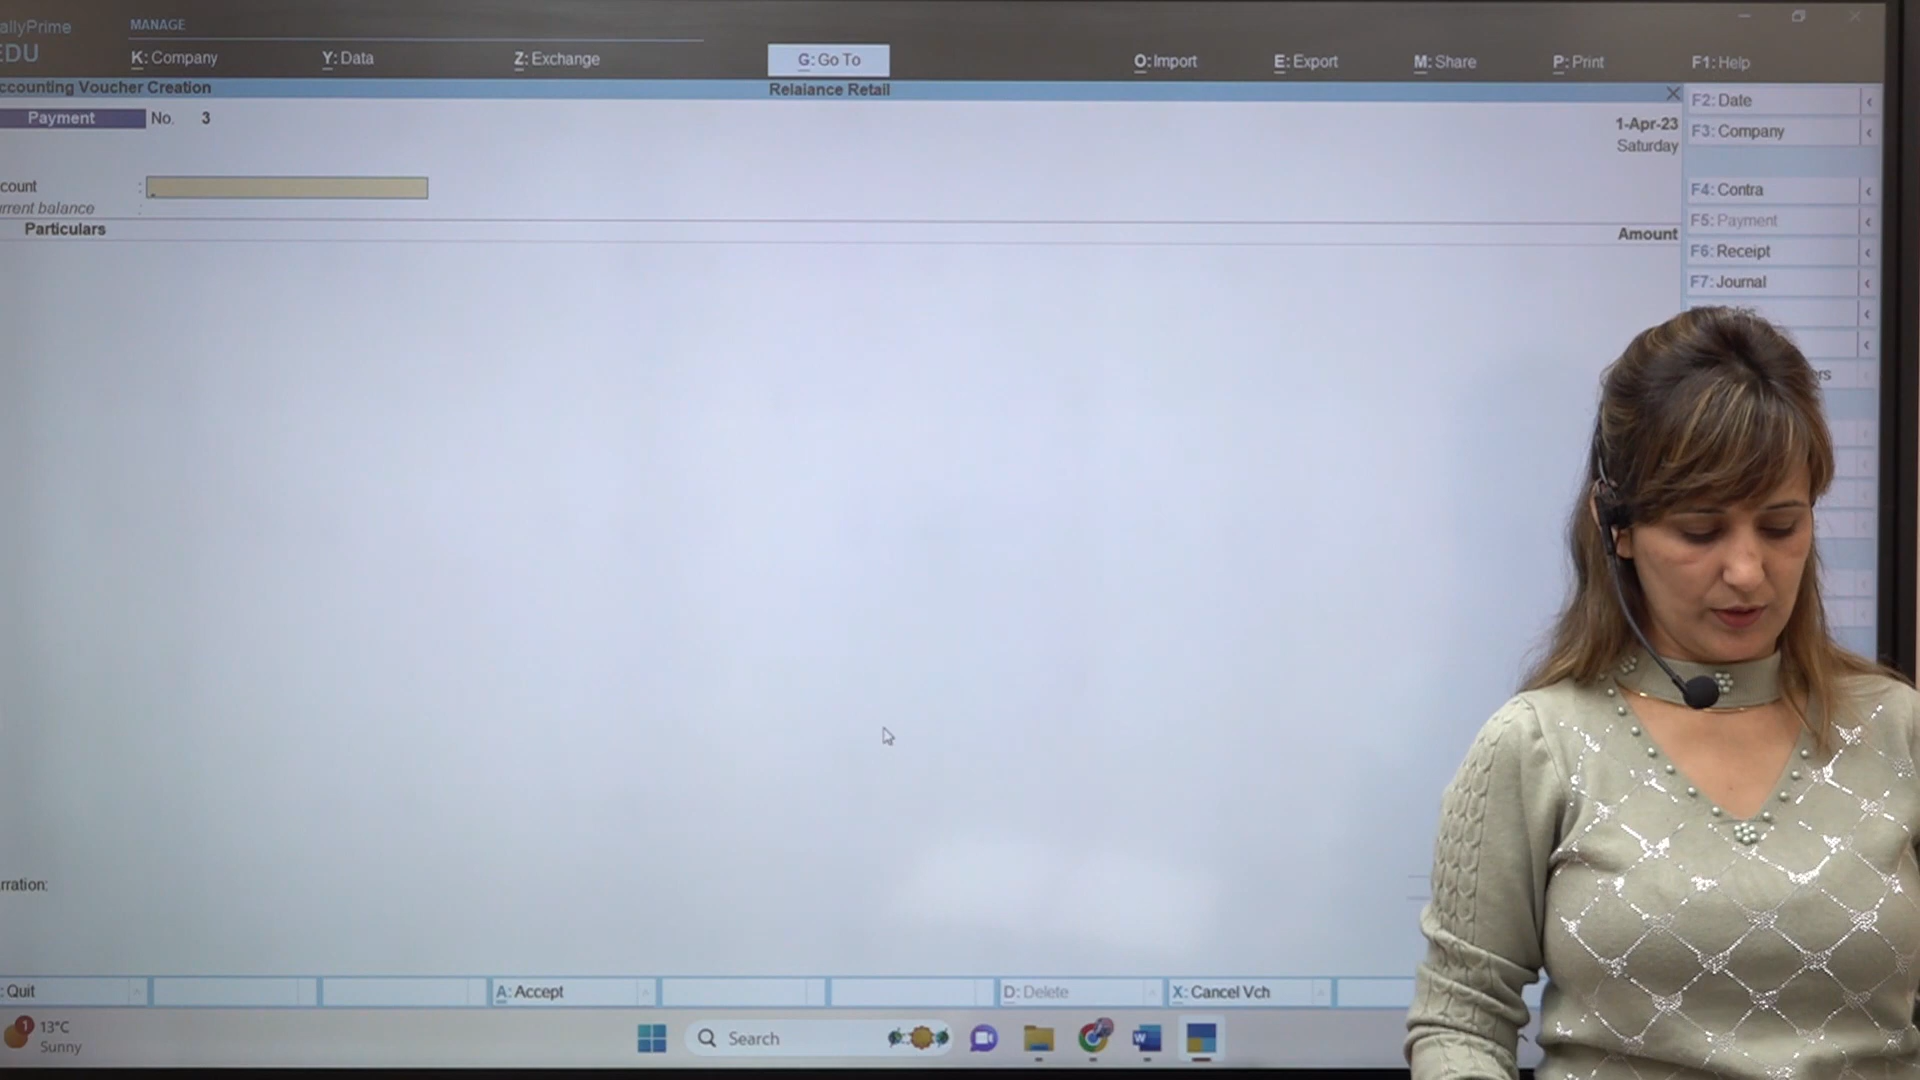 allyPrime
EDU
MANAGE
K: Company
Y: Data
Z: Exchange
G: Go To
O: Import
E: Export
M: Share
P: Print
F1: Help
ccounting Voucher Creation
Relaiance Retail
F2: Date
Payment No. 3
1-Apr-23
Saturday
F3: Company
count :
rrent balance :
F4: Contra
Particulars
Amount
F5: Payment
F6: Receipt
F7: Journal
ers
rration:
: Quit
A: Accept
D: Delete
X: Cancel Vch
1
13°C
Sunny
Search
W